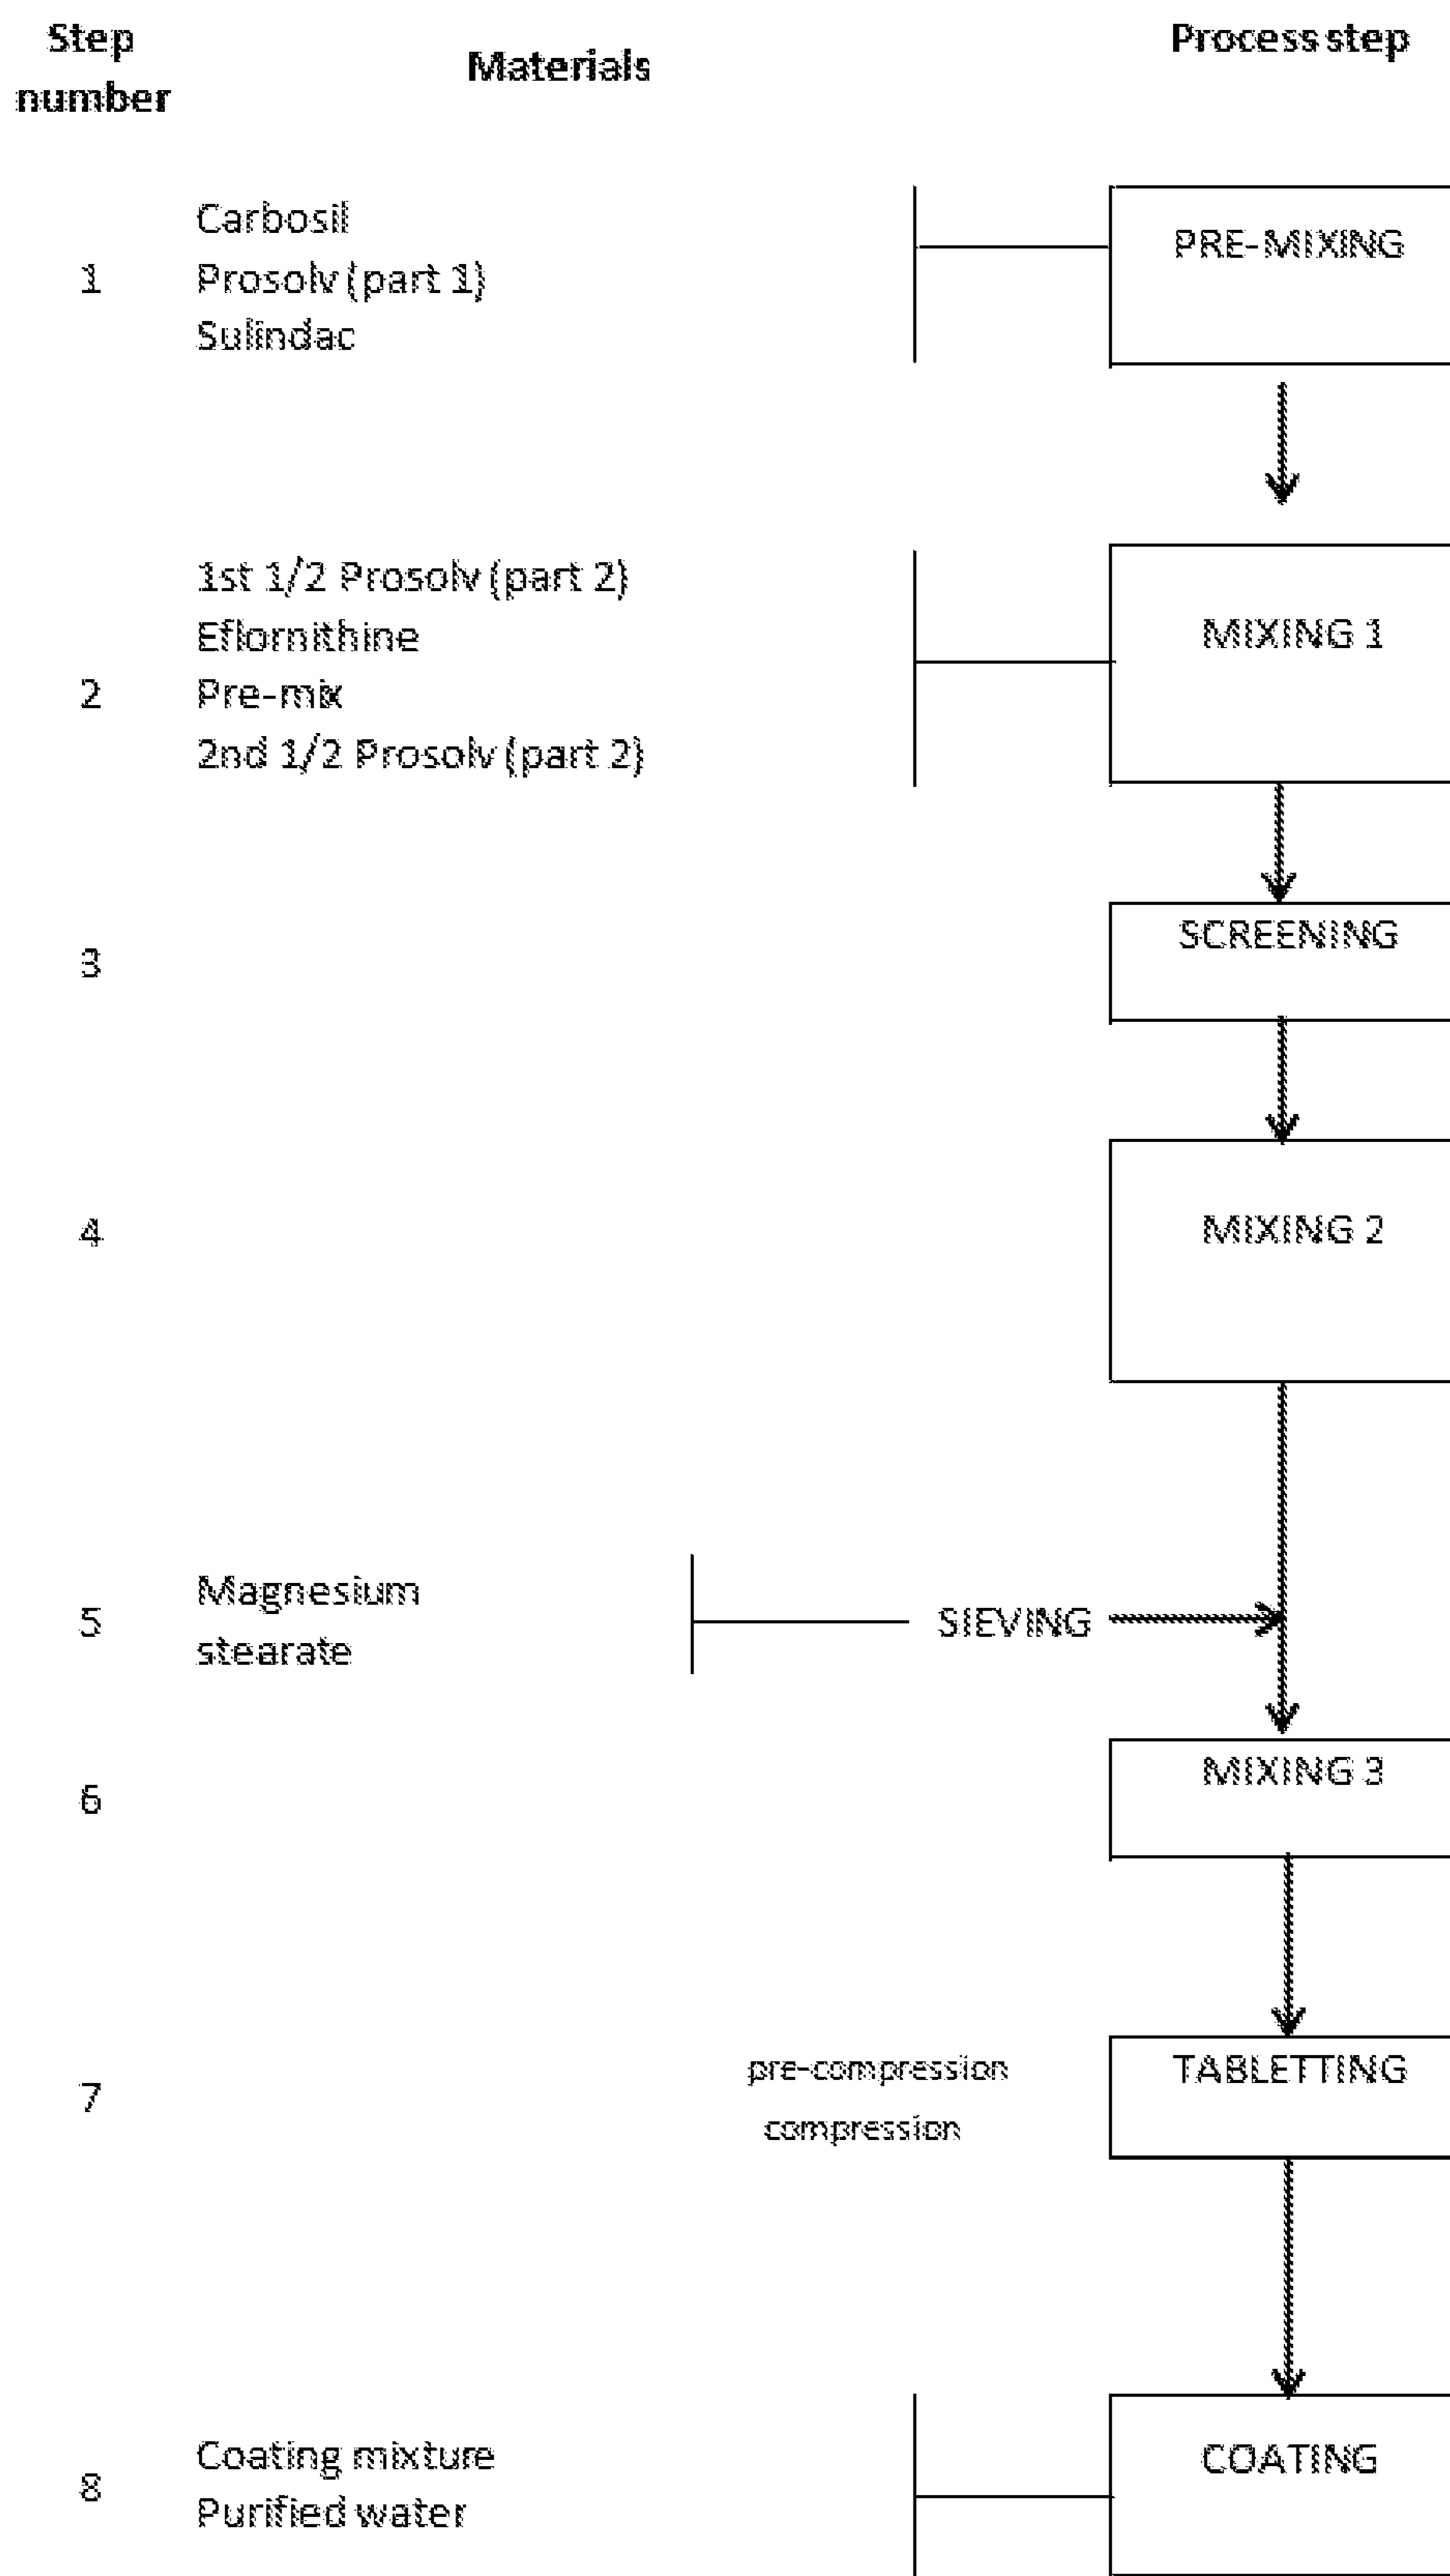 Step number
Materials
Process step
Carbosil
1
Prosolv (part 1)
Sulindac
PRE-MIXING
1st 1/2 Prosolv (part 2)
Eflornithine
2
Pre-mix
2nd 1/2 Prosolv (part 2)
MIXING 1
3
SCREENING
4
MIXING 2
5
Magnesium
stearate
SIEVING
6
MIXING 3
7
pre-compression
compression
TABLETTING
8
Coating mixture
Purified water
COATING